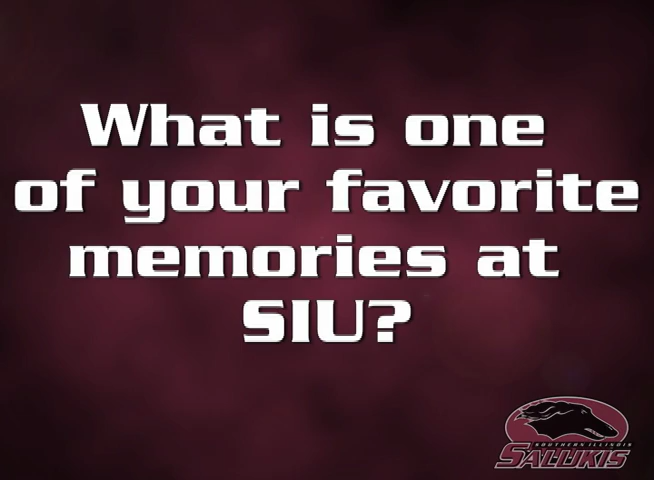 What is one
of your favorite
memories at
SIU?
SOUTHERN ILLINOIS
SALUKIS